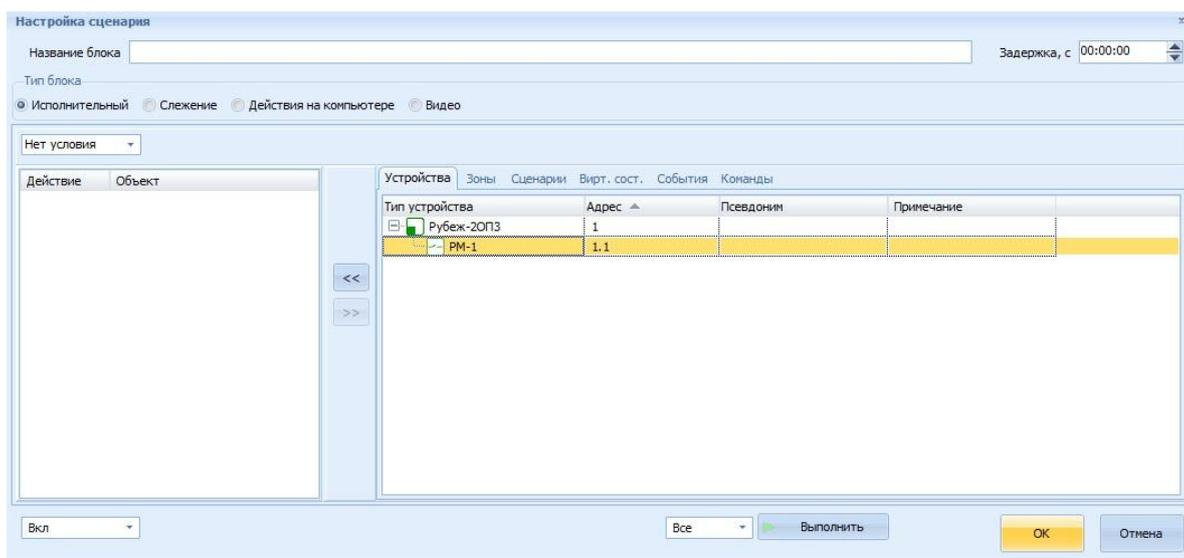 Настройка сценария
Название блока
Задержка, с 00:00:00
Тип блока
Исполнительный Слежение Действия на компьютере Видео
Нет условия
Действие Объект
Устройства Зоны Сценарии Вирт. сост. События Команды
Тип устройства Адрес Псевдоним Примечание
Рубеж-2ОП3 1
РМ-1 1.1
<<
>>
Вкл
Все
Выполнить
ОК
Отмена